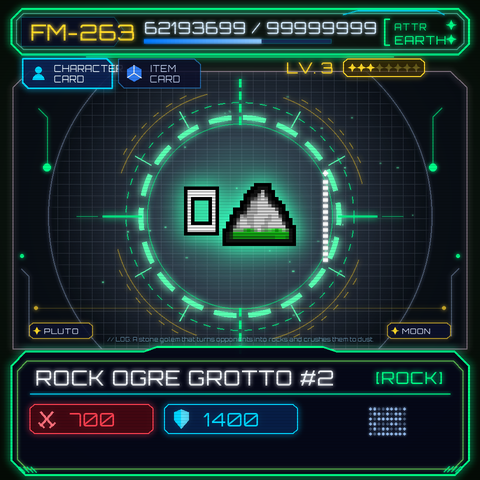 FM-263 62193699 / 99999999 ATTR
EARTH
CHARACTER
CARD
ITEM
CARD
LV. 3
PLUTO
MOON
// LOG: A stone golem that turns opponents into rocks and crushes them to dust.
ROCK OGRE GROTTO #2 [ROCK]
700 1400